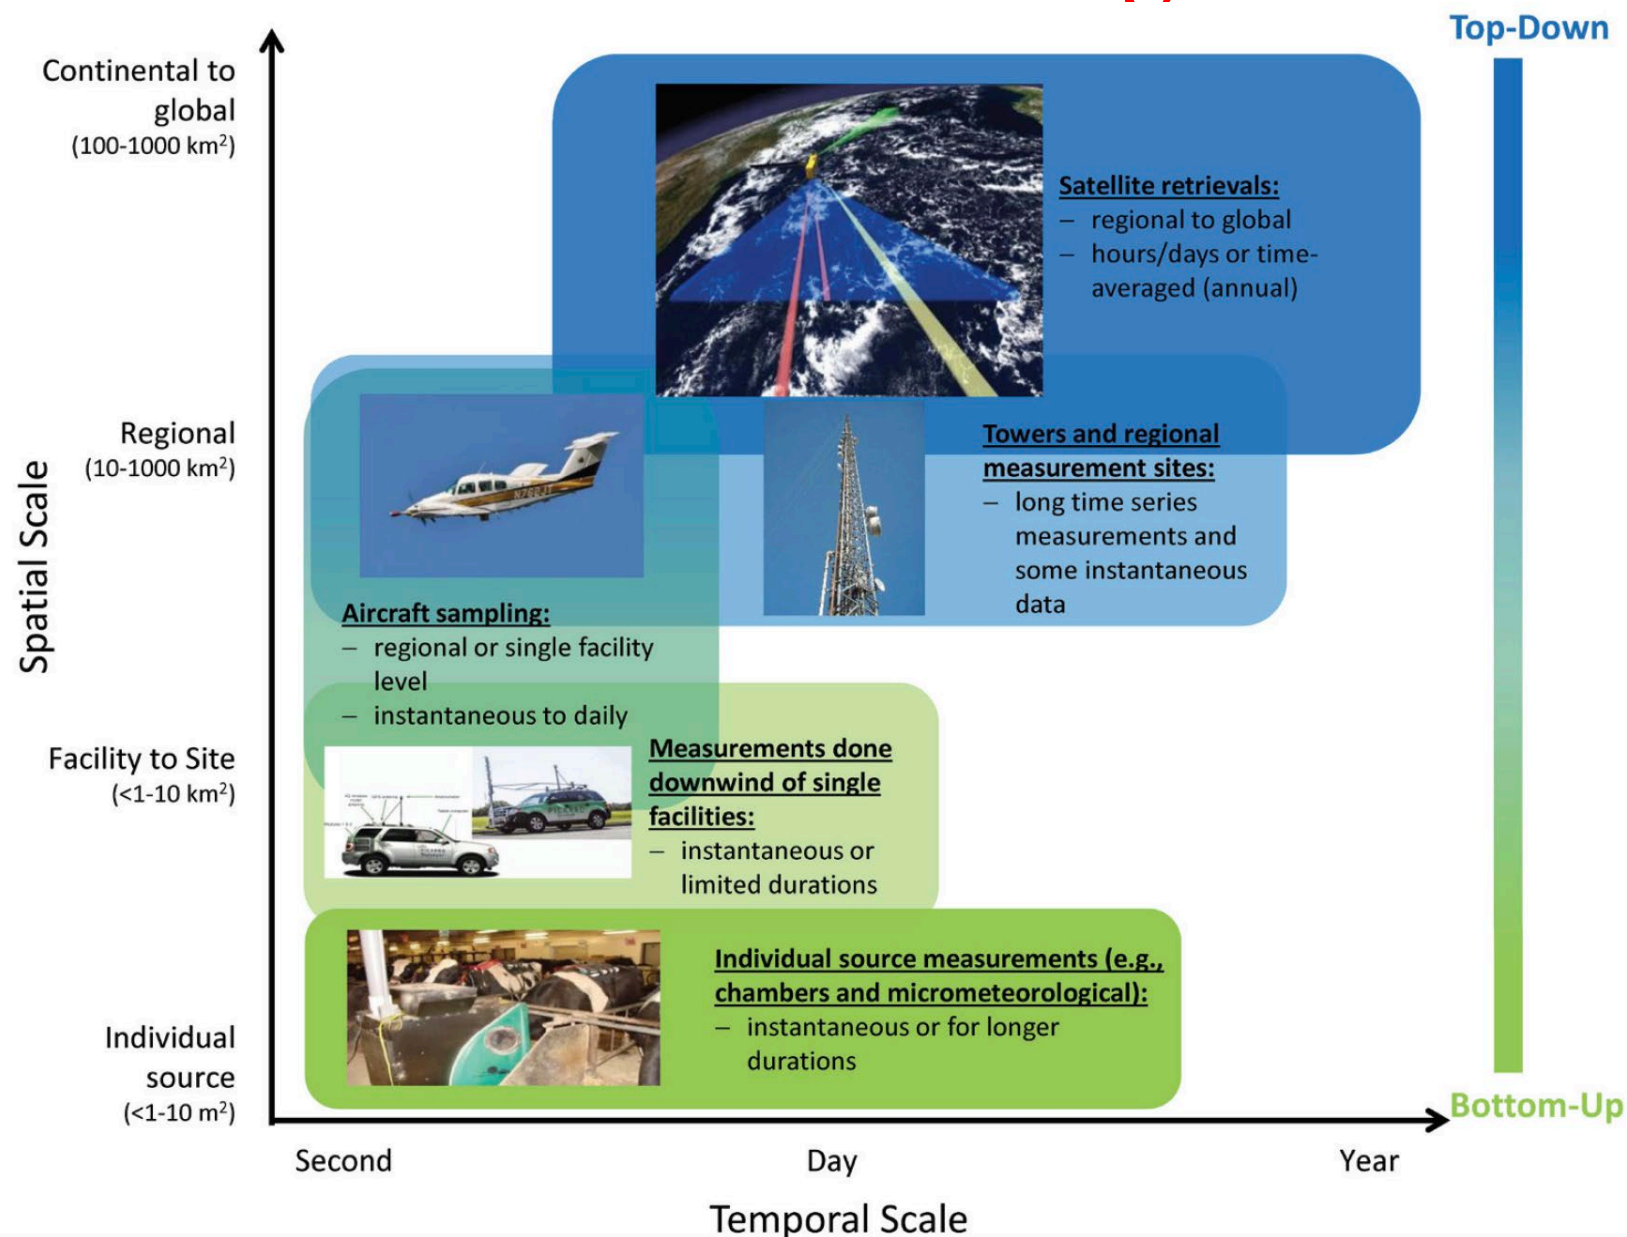 Top-Down
Continental to
global
(100-1000 km²)
Satellite retrievals:
– regional to global
– hours/days or time-
averaged (annual)
Regional
(10-1000 km²)
Towers and regional
measurement sites:
– long time series
measurements and
some instantaneous
data
Spatial Scale
N766JT
Aircraft sampling:
– regional or single facility
level
– instantaneous to daily
Facility to Site
(<1-10 km²)
Measurements done
downwind of single
facilities:
– instantaneous or
limited durations
Individual
source
(<1-10 m²)
Individual source measurements (e.g.,
chambers and micrometeorological):
– instantaneous or for longer
durations
Bottom-Up
Second
Day
Year
Temporal Scale